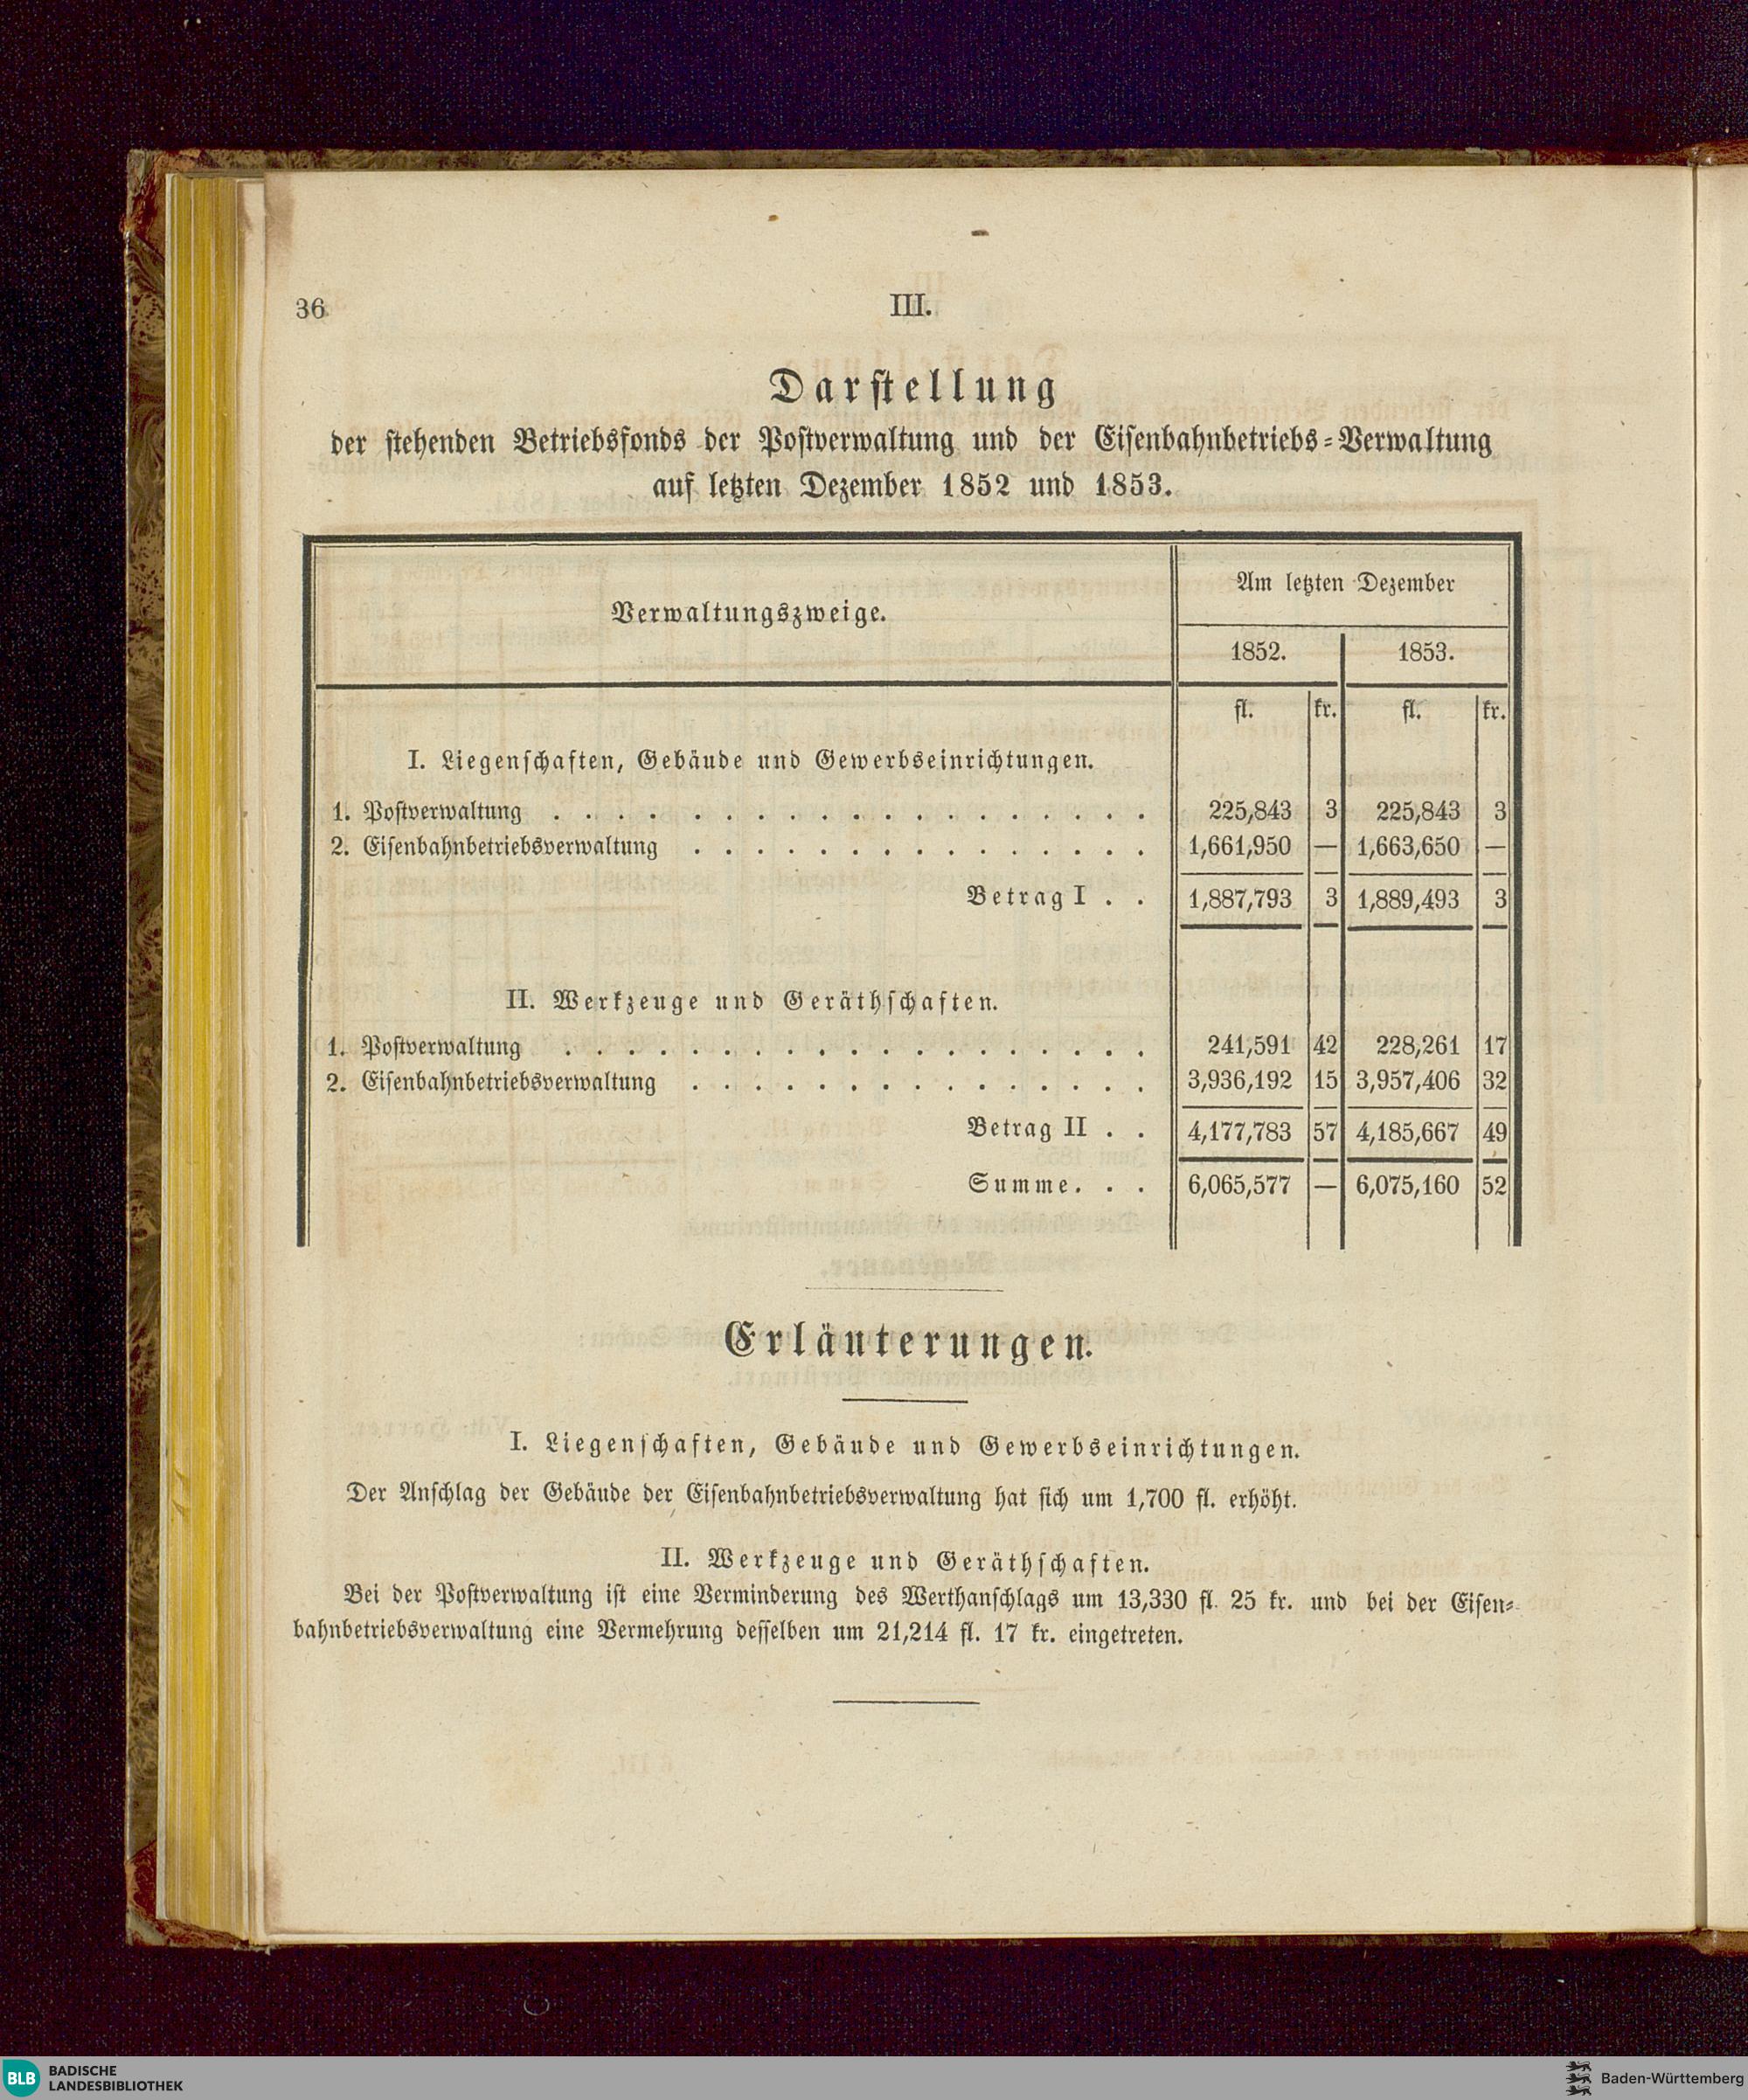 36
III.
Darstellung
der stehenden Betriebsfonds der Postverwaltung und der Eisenbahnbetriebs=Verwaltung
auf letzten Dezember 1852 und 1853.
Verwaltungszweige.
Am letzten Dezember
1852. 1853.
fl. kr. fl. kr.
I. Liegenschaften, Gebäude und Gewerbseinrichtungen.
1. Postverwaltung . . . . . . . . . . . . . . . . . . . 225,843 3 225,843 3
2. Eisenbahnbetriebsverwaltung . . . . . . . . . . . . . . . 1,661,950 — 1,663,650 —
Betrag I . . 1,887,793 3 1,889,493 3
II. Werkzeuge und Geräthschaften.
1. Postverwaltung . . . . . . . . . . . . . . . . . . . 241,591 42 228,261 17
2. Eisenbahnbetriebsverwaltung . . . . . . . . . . . . . . . 3,936,192 15 3,957,406 32
Betrag II . . 4,177,783 57 4,185,667 49
Summe. . . 6,065,577 — 6,075,160 52
Erläuterungen.
I. Liegenschaften, Gebäude und Gewerbseinrichtungen.
Der Anschlag der Gebäude der Eisenbahnbetriebsverwaltung hat sich um 1,700 fl. erhöht.
II. Werkzeuge und Geräthschaften.
Bei der Postverwaltung ist eine Verminderung des Werthanschlags um 13,330 fl. 25 kr. und bei der Eisen=
bahnbetriebsverwaltung eine Vermehrung desselben um 21,214 fl. 17 kr. eingetreten.
BLB BADISCHE
LANDESBIBLIOTHEK
Baden-Württemberg